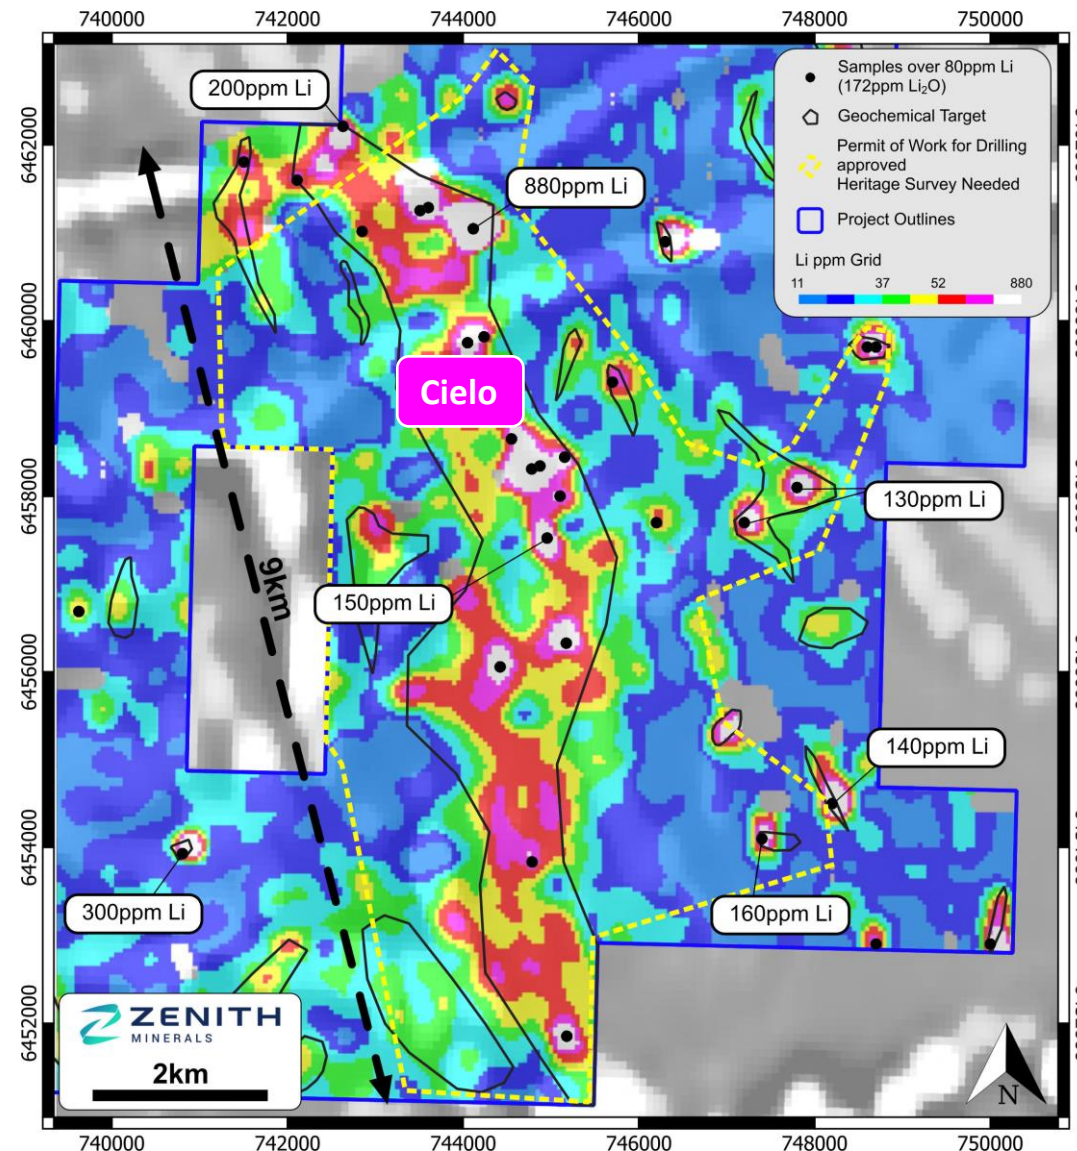 740000 742000 744000 746000 748000 750000
200ppm Li
880ppm Li
Samples over 80ppm Li
(172ppm Li₂O)
Geochemical Target
Permit of Work for Drilling
approved
Heritage Survey Needed
Project Outlines
Li ppm Grid
11 37 52 880
6462000
6460000
6458000
6456000
6454000
6452000
Cielo
130ppm Li
9km
150ppm Li
140ppm Li
300ppm Li
160ppm Li
ZENITH
MINERALS
2km
N
740000 742000 744000 746000 748000 750000